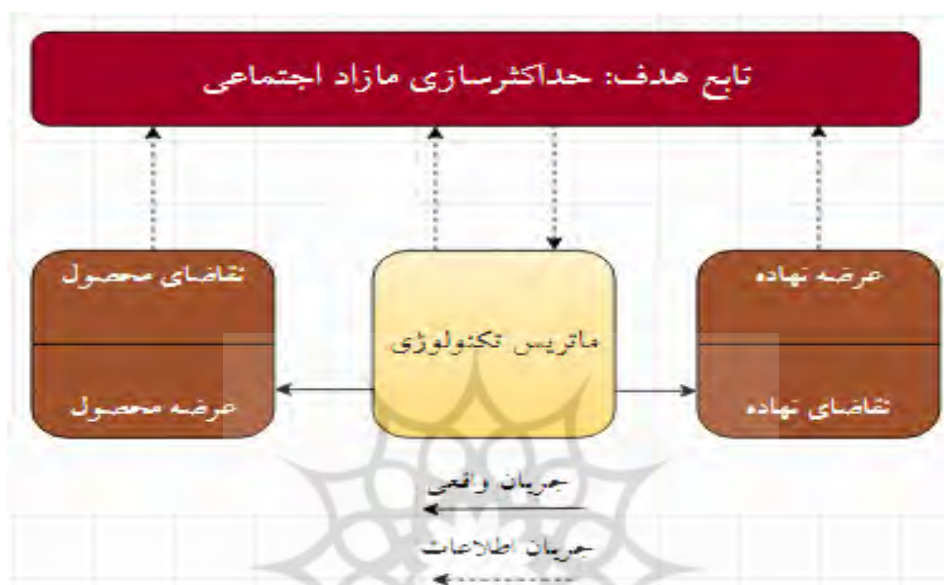 تابع هدف: حداکثرسازی مازاد اجتماعی
عرضه نهاده
تقاضای نهاده
ماتریس تکنولوژی
تقاضای محصول
عرضه محصول
جریان واقعی
جریان اطلاعات